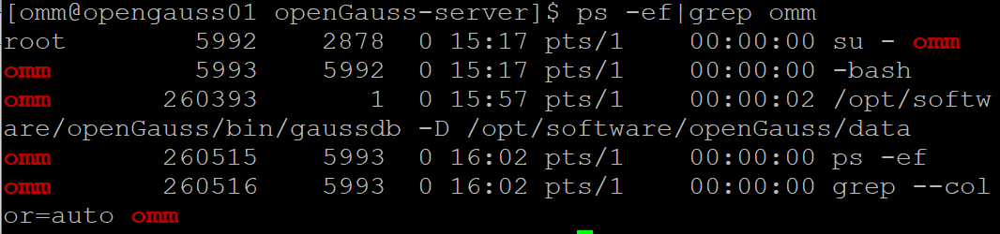 [omm@opengauss01 openGauss-server]$ ps -ef|grep omm
root        5992    2878  0 15:17 pts/1    00:00:00 su - omm
omm         5993    5992  0 15:17 pts/1    00:00:00 -bash
omm       260393       1  0 15:57 pts/1    00:00:02 /opt/softw
are/openGauss/bin/gaussdb -D /opt/software/openGauss/data
omm       260515    5993  0 16:02 pts/1    00:00:00 ps -ef
omm       260516    5993  0 16:02 pts/1    00:00:00 grep --col
or=auto omm